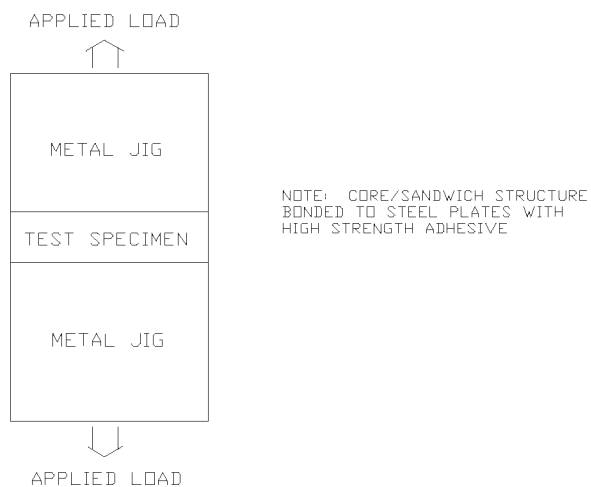 APPLIED LOAD
METAL JIG
NOTE: CORE/SANDWICH STRUCTURE
BONDED TO STEEL PLATES WITH
HIGH STRENGTH ADHESIVE
TEST SPECIMEN
METAL JIG
APPLIED LOAD